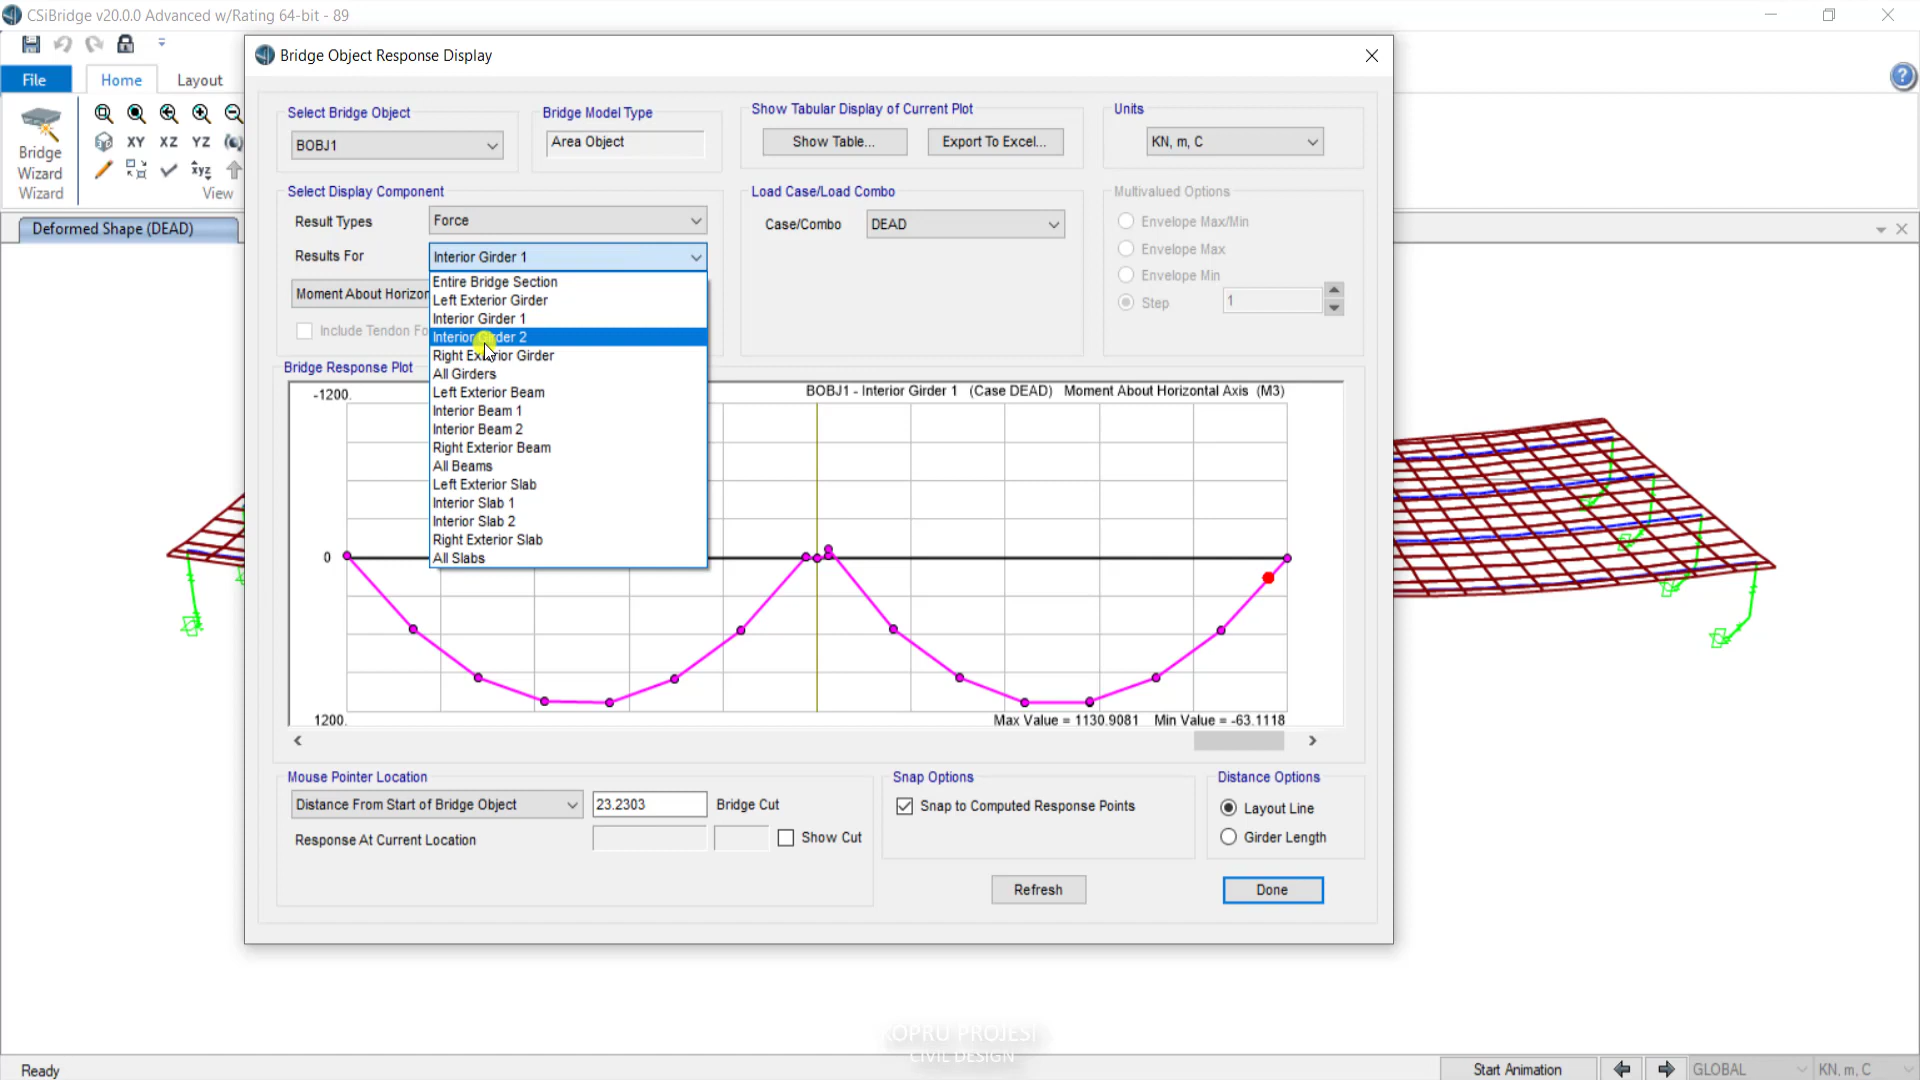 CSiBridge v20.0.0 Advanced w/Rating 64-bit - 89
File
Home
Layout
Bridge
Wizard
Wizard
XY
XZ
YZ
xyz
View
Deformed Shape (DEAD)
Bridge Object Response Display
Select Bridge Object
BOBJ1
Bridge Model Type
Area Object
Show Tabular Display of Current Plot
Show Table...
Export To Excel...
Units
KN, m, C
Select Display Component
Result Types
Force
Results For
Interior Girder 1
Moment About Horizon
Include Tendon Fo
Entire Bridge Section
Left Exterior Girder
Interior Girder 1
Interior Girder 2
Right Exterior Girder
All Girders
Left Exterior Beam
Interior Beam 1
Interior Beam 2
Right Exterior Beam
All Beams
Left Exterior Slab
Interior Slab 1
Interior Slab 2
Right Exterior Slab
All Slabs
Load Case/Load Combo
Case/Combo
DEAD
Multivalued Options
Envelope Max/Min
Envelope Max
Envelope Min
Step
1
Bridge Response Plot
-1200.
BOBJ1 - Interior Girder 1 (Case DEAD) Moment About Horizontal Axis (M3)
0
1200.
Max Value = 1130.9081 Min Value = -63.1118
Mouse Pointer Location
Distance From Start of Bridge Object
23.2303
Bridge Cut
Response At Current Location
Show Cut
Snap Options
Snap to Computed Response Points
Distance Options
Layout Line
Girder Length
Refresh
Done
KOPRU PROJESI
CIVIL DESIGN
Ready
Start Animation
GLOBAL
KN, m, C